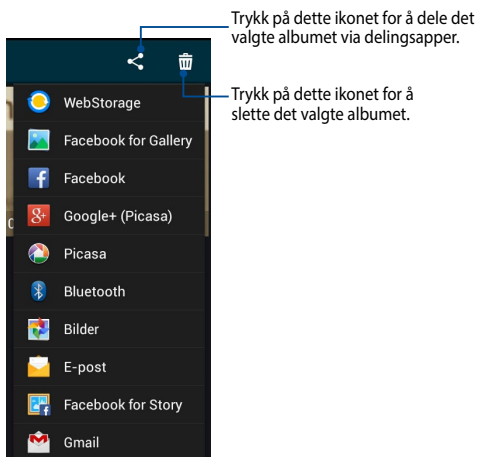 Trykk på dette ikonet for å dele det
valgte albumet via delingsapper.
Trykk på dette ikonet for å
slette det valgte albumet.
WebStorage
Facebook for Gallery
Facebook
Google+ (Picasa)
Picasa
Bluetooth
Bilder
E-post
Facebook for Story
Gmail